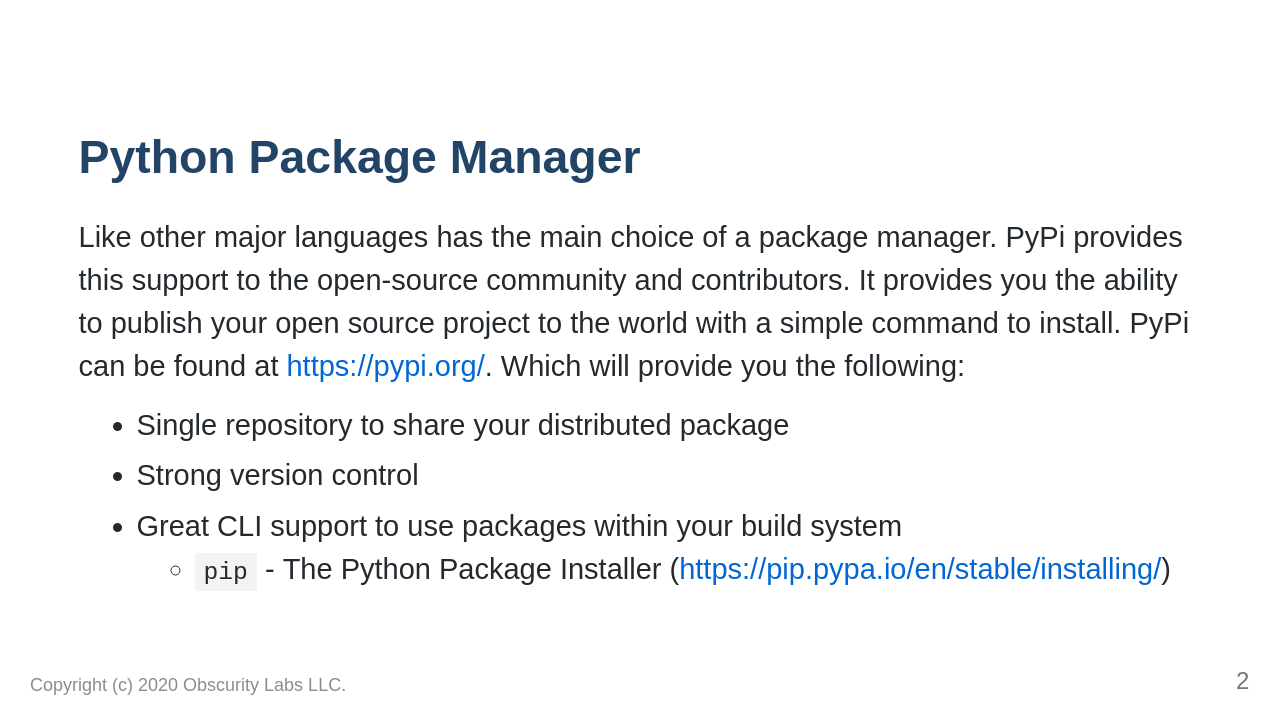 Python Package Manager
Like other major languages has the main choice of a package manager. PyPi provides
this support to the open-source community and contributors. It provides you the ability
to publish your open source project to the world with a simple command to install. PyPi
can be found at https://pypi.org/. Which will provide you the following:
• Single repository to share your distributed package
• Strong version control
• Great CLI support to use packages within your build system
○ pip - The Python Package Installer (https://pip.pypa.io/en/stable/installing/)
Copyright (c) 2020 Obscurity Labs LLC.
2